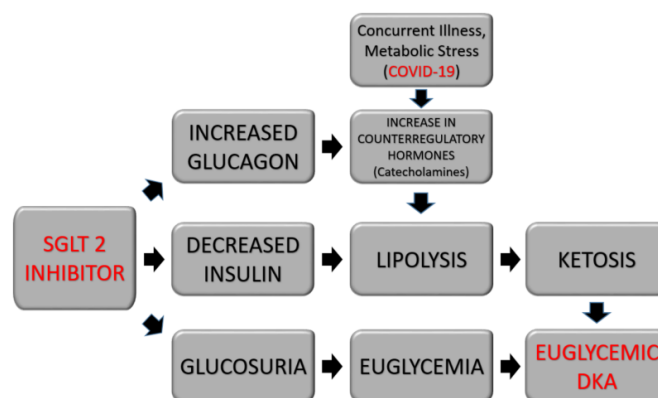 Concurrent Illness,
Metabolic Stress
(COVID-19)
INCREASED
GLUCAGON
INCREASE IN
COUNTERREGULATORY
HORMONES
(Catecholamines)
SGLT 2
INHIBITOR
DECREASED
INSULIN
LIPOLYSIS
KETOSIS
GLUCOSURIA
EUGLYCEMIA
EUGLYCEMIC
DKA